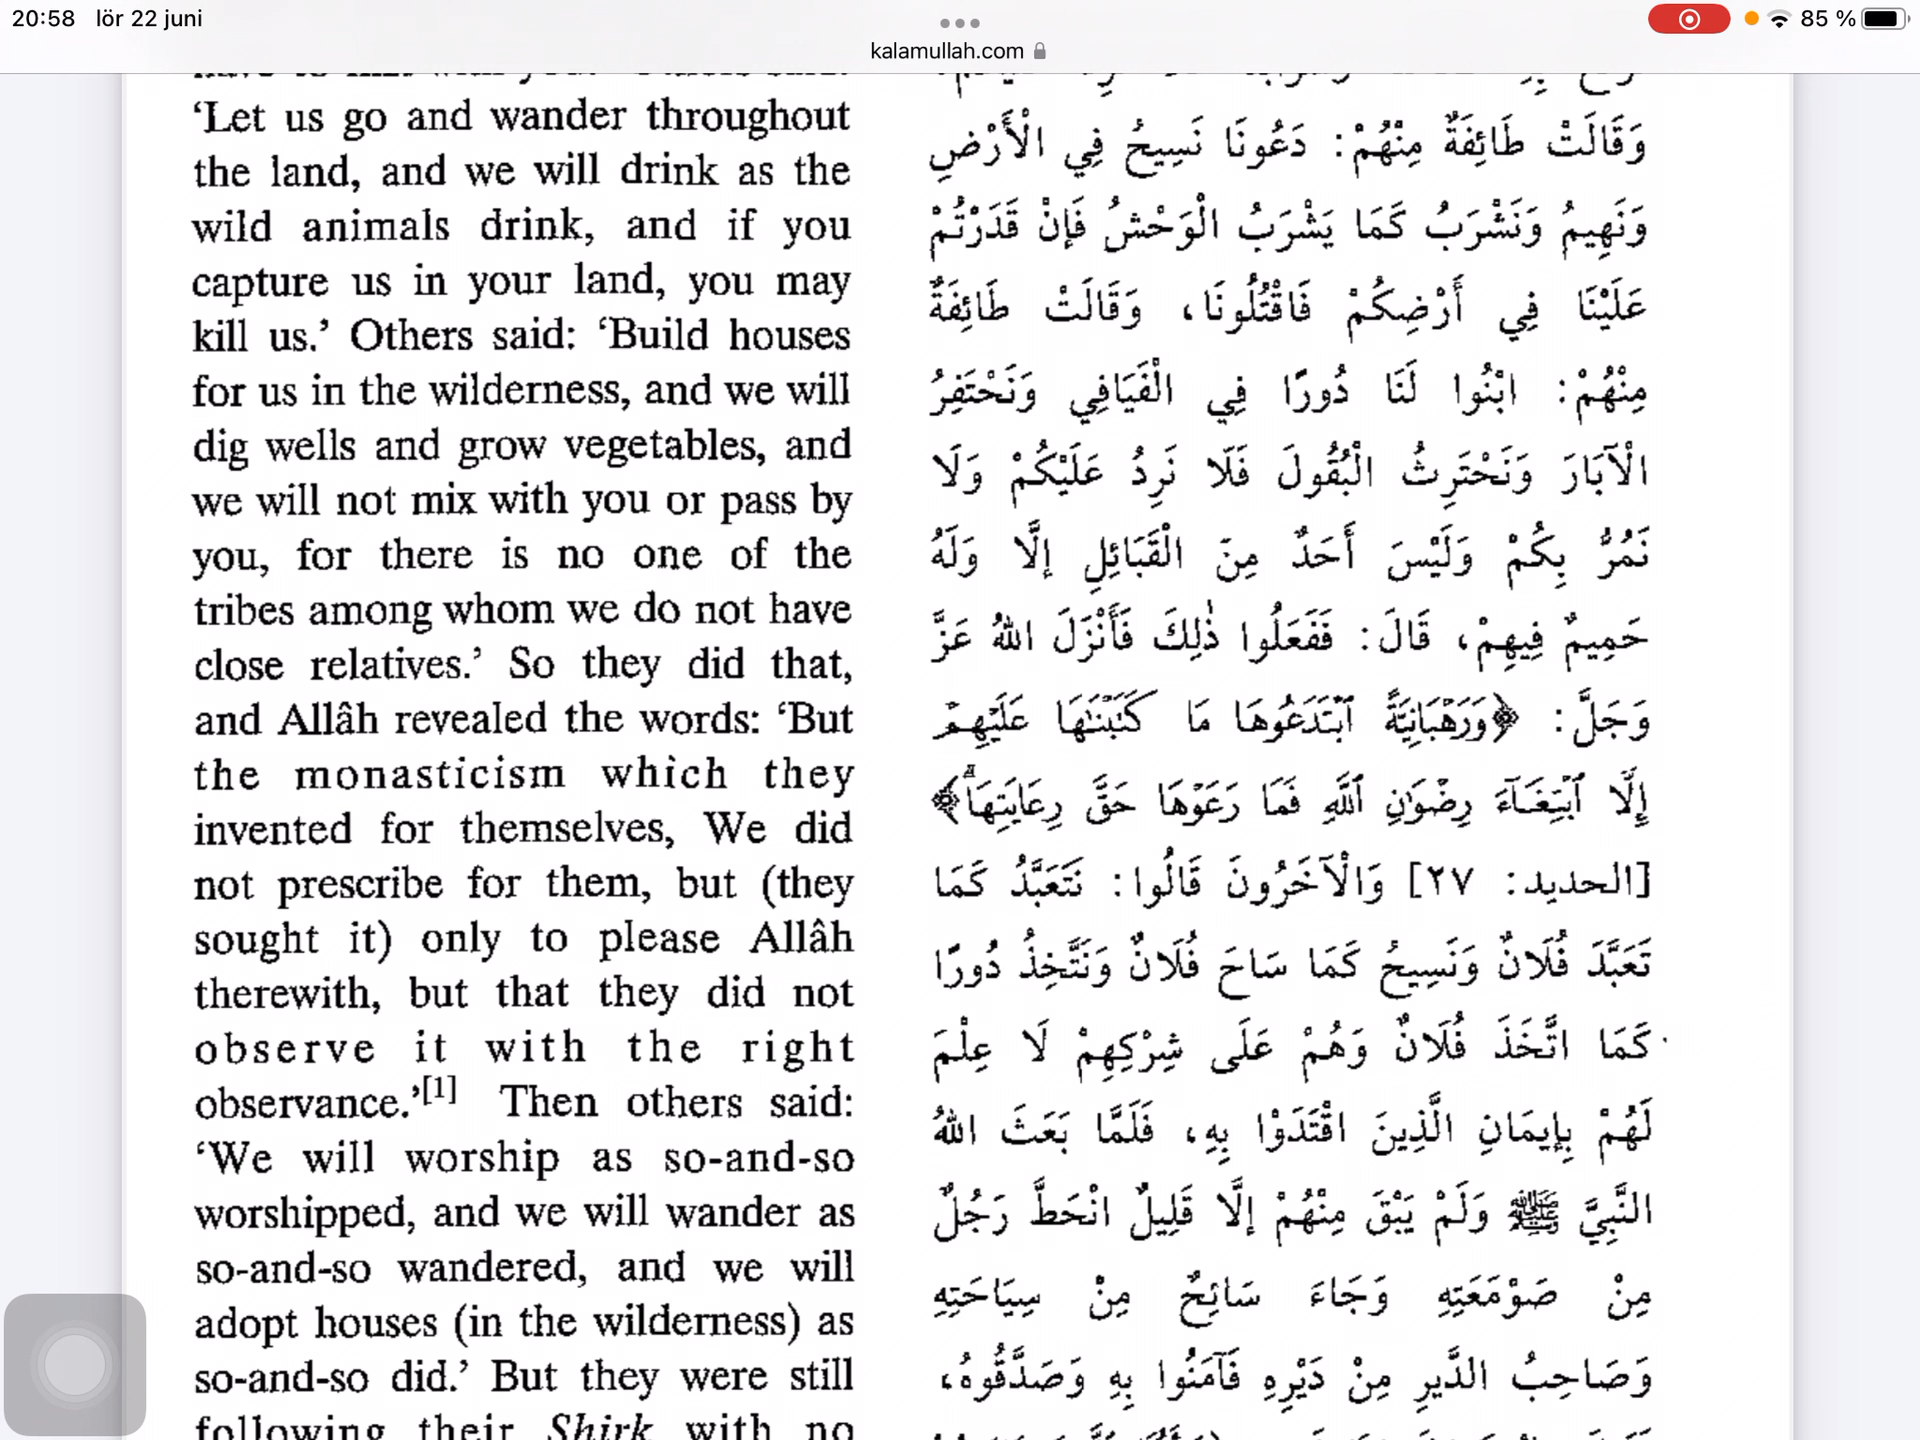 20:58 lör 22 juni
85 %
kalamullah.com
‘Let us go and wander throughout
the land, and we will drink as the
wild animals drink, and if you
capture us in your land, you may
kill us.’ Others said: ‘Build houses
for us in the wilderness, and we will
dig wells and grow vegetables, and
we will not mix with you or pass by
you, for there is no one of the
tribes among whom we do not have
close relatives.’ So they did that,
and Allâh revealed the words: ‘But
the monasticism which they
invented for themselves, We did
not prescribe for them, but (they
sought it) only to please Allâh
therewith, but that they did not
observe it with the right
observance.’[1] Then others said:
‘We will worship as so-and-so
worshipped, and we will wander as
so-and-so wandered, and we will
adopt houses (in the wilderness) as
so-and-so did.’ But they were still
following their Shirk with no
وَقَالَتْ طَائِفَةٌ مِنْهُمْ: دَعُونَا نَسِيحُ فِي الْأَرْضِ
وَنَهِيمُ وَنَشْرَبُ كَمَا يَشْرَبُ الْوَحْشُ فَإِنْ قَدَرْتُمْ
عَلَيْنَا فِي أَرْضِكُمْ فَاقْتُلُونَا، وَقَالَتْ طَائِفَةٌ
مِنْهُمْ: ابْنُوا لَنَا دُورًا فِي الْفَيَافِي وَنَحْتَفِرُ
الْآبَارَ وَنَحْتَرِثُ الْبُقُولَ فَلَا نَرِدُ عَلَيْكُمْ وَلَا
نَمُرُّ بِكُمْ وَلَيْسَ أَحَدٌ مِنَ الْقَبَائِلِ إِلَّا وَلَهُ
حَمِيمٌ فِيهِمْ، قَالَ: فَفَعَلُوا ذٰلِكَ فَأَنْزَلَ اللهُ عَزَّ
وَجَلَّ: ﴿وَرَهْبَانِيَّةً ٱبْتَدَعُوهَا مَا كَتَبْنَٰهَا عَلَيْهِمْ
إِلَّا ٱبْتِغَآءَ رِضْوَٰنِ ٱللَّهِ فَمَا رَعَوْهَا حَقَّ رِعَايَتِهَا ۖ﴾
[الحديد: ٢٧] وَالْآخَرُونَ قَالُوا: نَتَعَبَّدُ كَمَا
تَعَبَّدَ فُلَانٌ وَنَسِيحُ كَمَا سَاحَ فُلَانٌ وَنَتَّخِذُ دُورًا
كَمَا اتَّخَذَ فُلَانٌ وَهُمْ عَلَى شِرْكِهِمْ لَا عِلْمَ
لَهُمْ بِإِيمَانِ الَّذِينَ اقْتَدَوْا بِهِ، فَلَمَّا بَعَثَ اللهُ
النَّبِيَّ ﷺ وَلَمْ يَبْقَ مِنْهُمْ إِلَّا قَلِيلٌ انْحَطَّ رَجُلٌ
مِنْ صَوْمَعَتِهِ وَجَاءَ سَائِحٌ مِنْ سِيَاحَتِهِ
وَصَاحِبُ الدَّيرِ مِنْ دَيْرِهِ فَآمَنُوا بِهِ وَصَدَّقُوهُ،